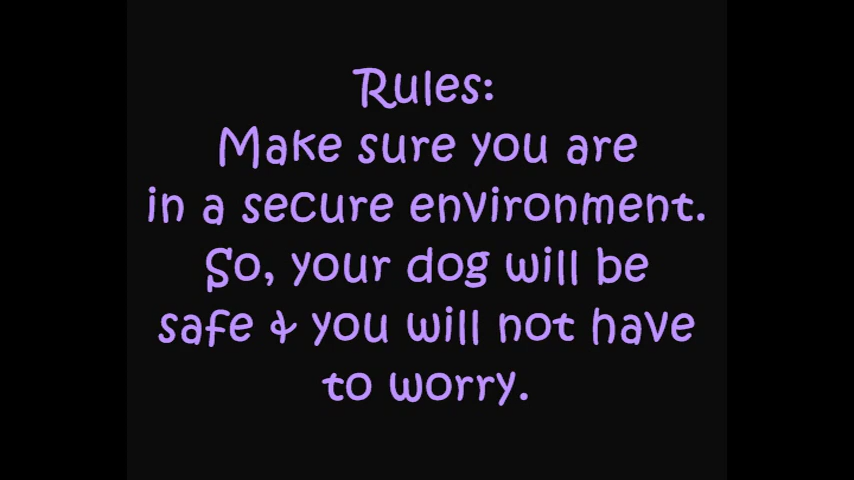 Rules:
Make sure you are
in a secure environment.
So, your dog will be
safe & you will not have
to worry.